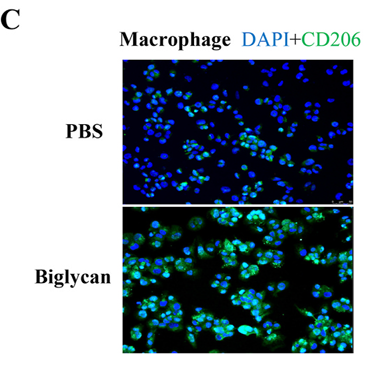 C
Macrophage DAPI+CD206
PBS
Biglycan